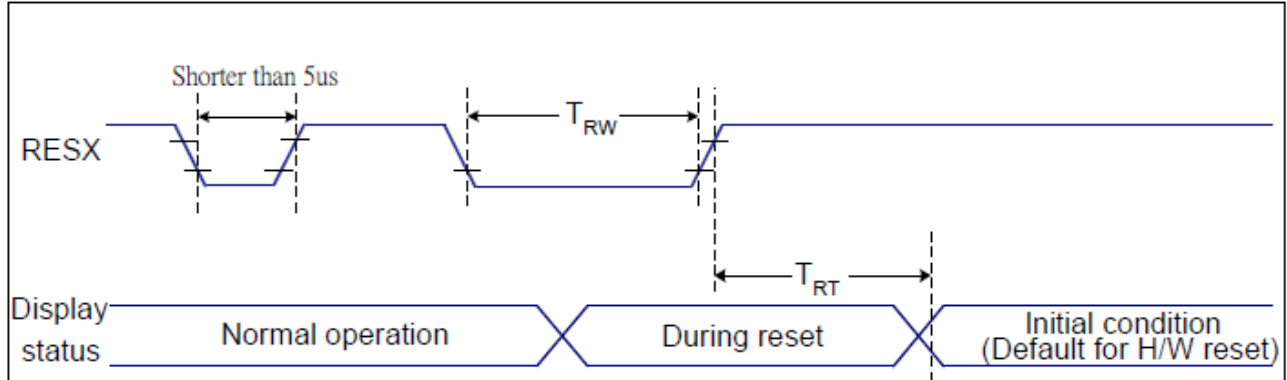 Shorter than 5us
RESX
TRW
TRT
Display
status
Normal operation
During reset
Initial condition
(Default for H/W reset)